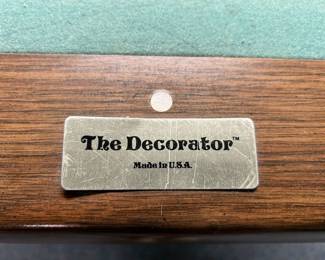 The Decorator™
Made in U.S.A.